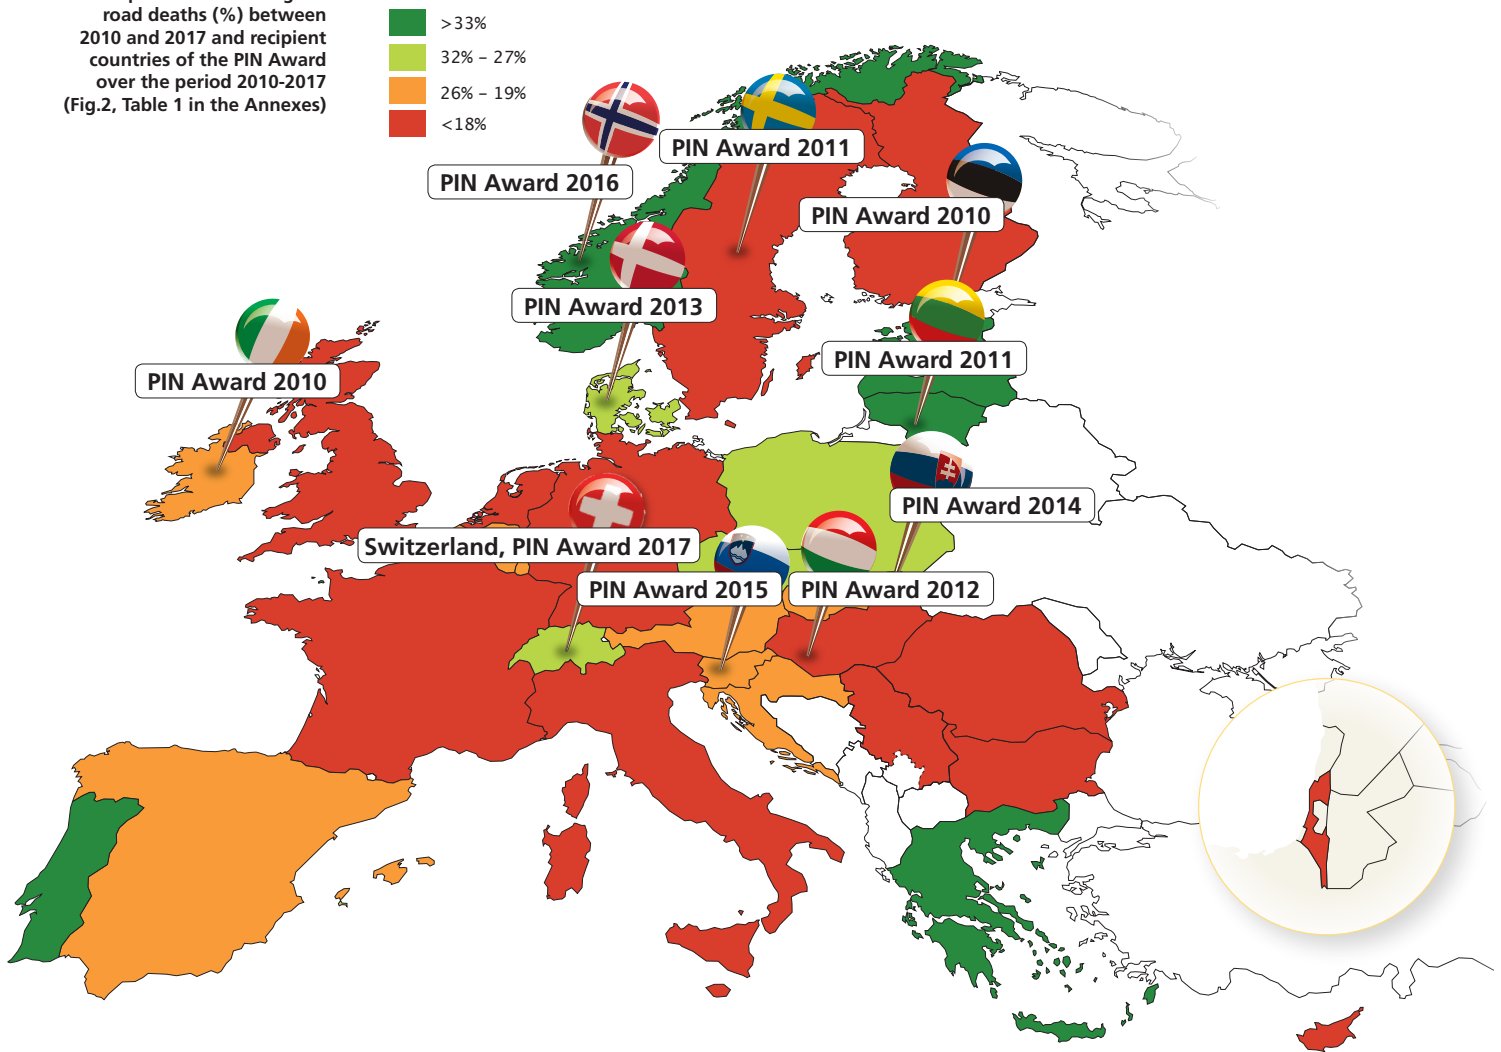 road deaths (%) between
2010 and 2017 and recipient
countries of the PIN Award
over the period 2010-2017
(Fig.2, Table 1 in the Annexes)
>33%
32% – 27%
26% – 19%
<18%
PIN Award 2011
PIN Award 2016
PIN Award 2010
PIN Award 2013
PIN Award 2011
PIN Award 2010
PIN Award 2014
Switzerland, PIN Award 2017
PIN Award 2015
PIN Award 2012